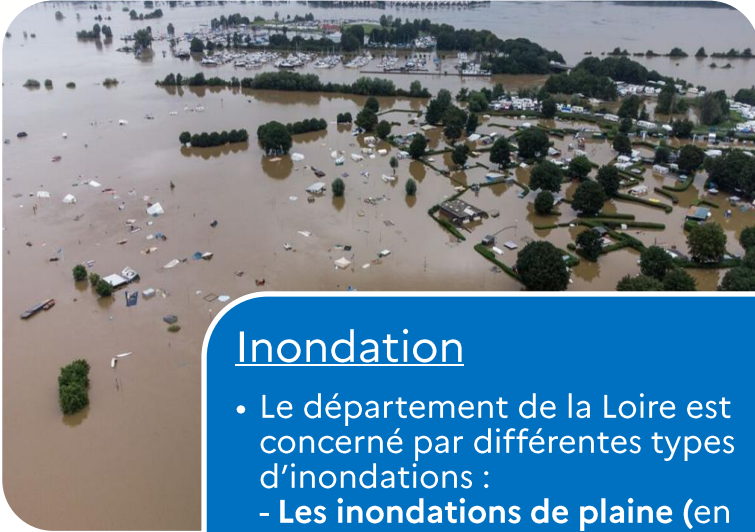 Inondation
• Le département de la Loire est
concerné par différentes types
d’inondations :
- Les inondations de plaine (en